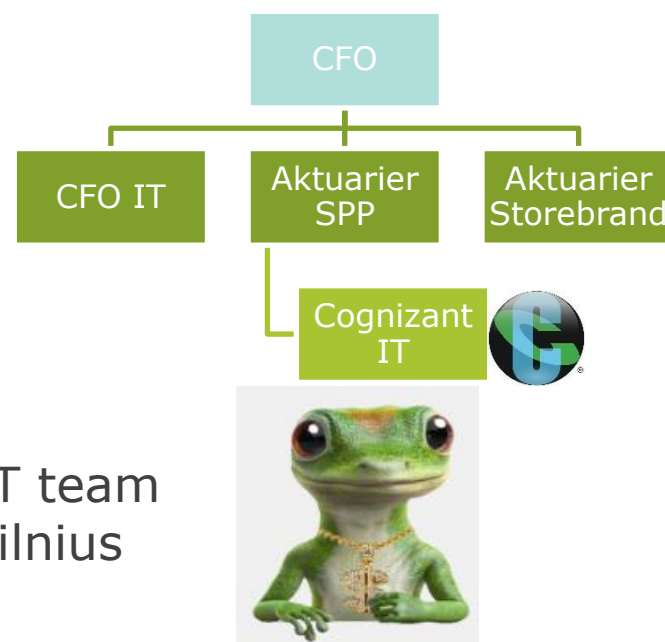 CFO
CFO IT
Aktuarier
SPP
Aktuarier
Storebrand
Cognizant
IT
T team
ilnius